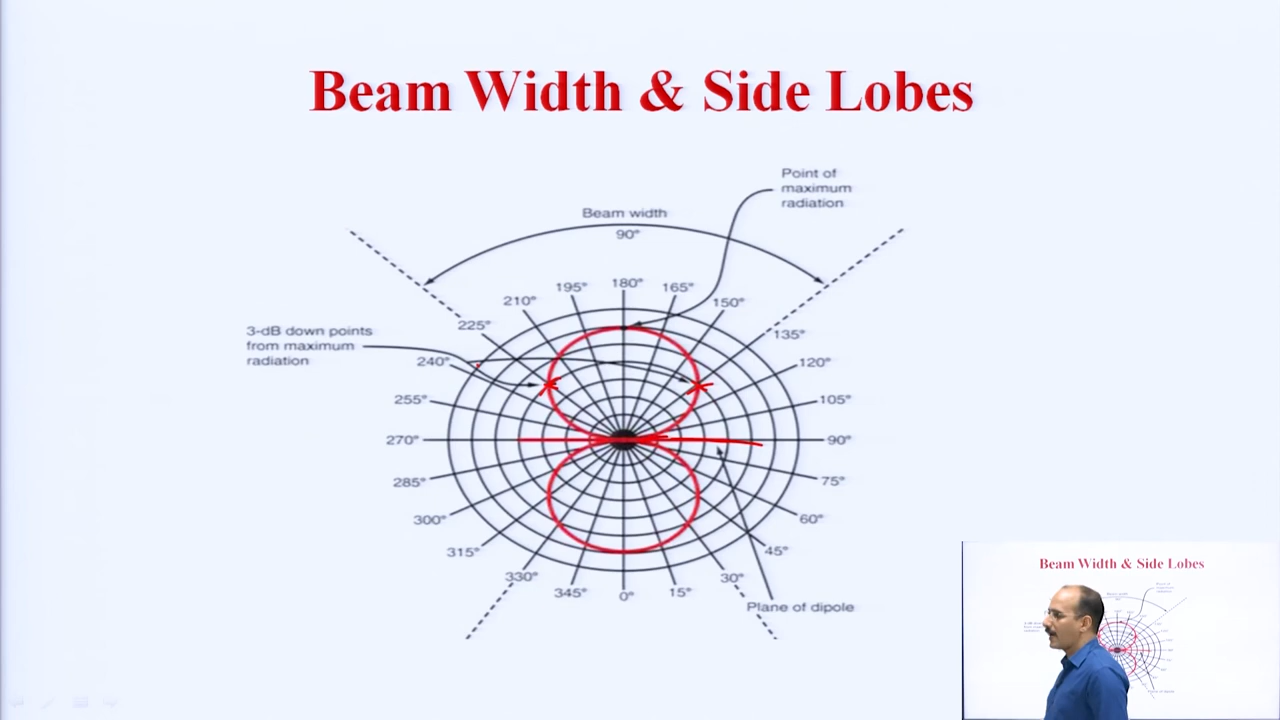 Beam Width & Side Lobes
Point of
maximum
radiation
Beam width
90°
180°
195°
165°
210°
150°
225°
135°
3-dB down points
from maximum
radiation
240°
120°
255°
105°
270°
90°
285°
75°
300°
60°
315°
45°
330°
30°
345°
15°
0°
Plane of dipole
Beam Width & Side Lobes